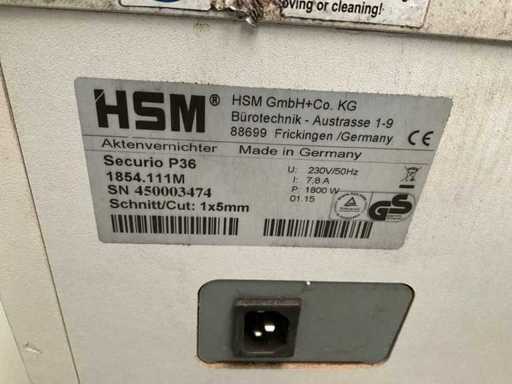 oving or cleaning!
HSM®
HSM GmbH+Co. KG
Bürotechnik - Austrasse 1-9
88699 Frickingen /Germany
CE
Aktenvernichter Made in Germany
Securio P36
1854.111M
SN 450003474
Schnitt/Cut: 1x5mm
U: 230V/50Hz
I: 7,8 A
P: 1800 W
01.15
GS